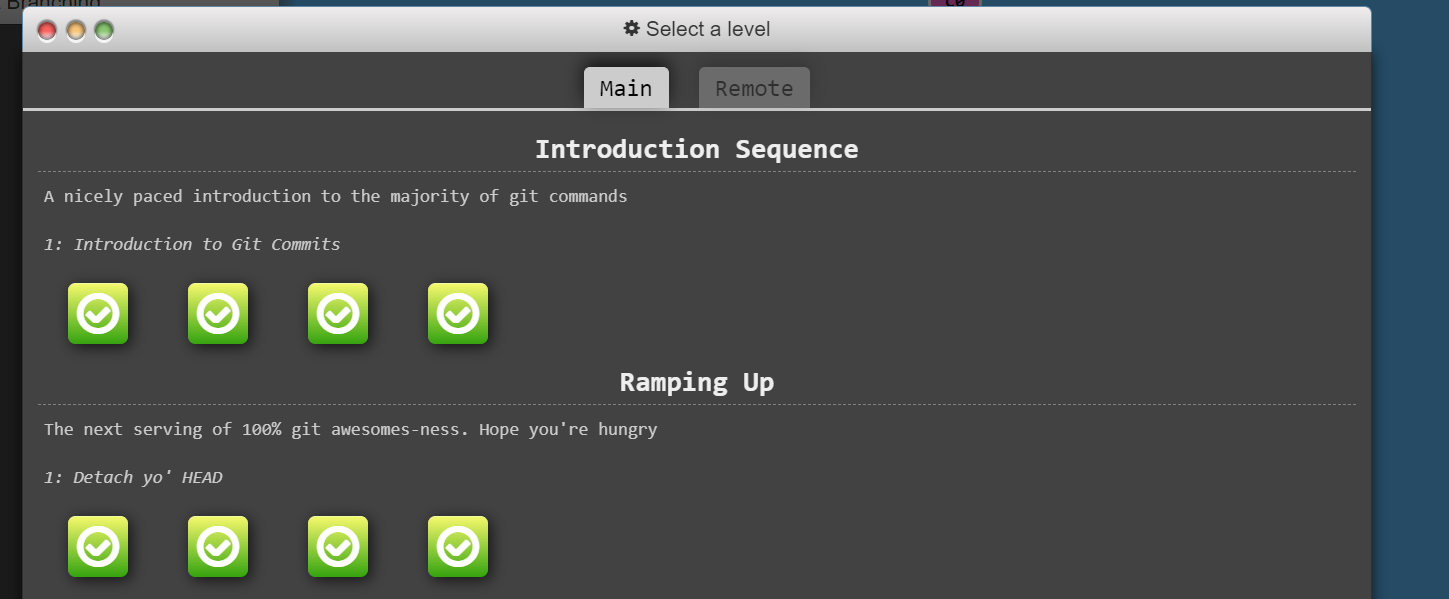 Branching
C0
Select a level
Main
Remote
Introduction Sequence
A nicely paced introduction to the majority of git commands
1: Introduction to Git Commits
Ramping Up
The next serving of 100% git awesomes-ness. Hope you're hungry
1: Detach yo' HEAD